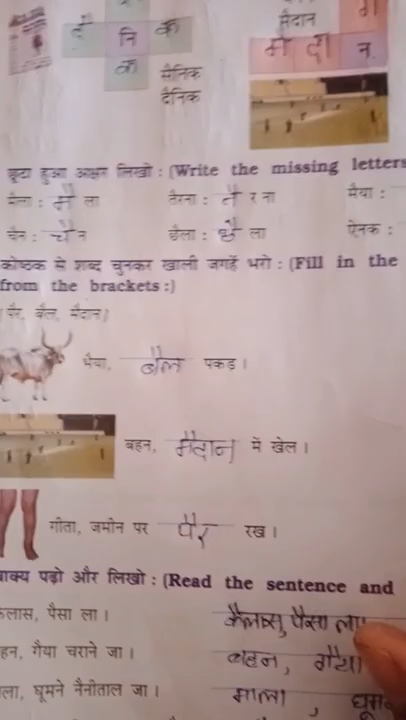 मैदान ग
दै नि क मै दा न
क सैनिक
दैनिक
छूटा हुआ अक्षर लिखो : (Write the missing letters
मैला : मै ला तैरना : तै र ना मैया :
चैन : चै न थैला : थै ला ऐनक :
कोष्ठक से शब्द चुनकर खाली जगहें भरो : (Fill in the
from the brackets:)
पैर, बैल, मैदान)
भैया, बैल पकड़ ।
बहन, मैदान में खेल ।
गीता, जमीन पर पैर रख ।
वाक्य पढ़ो और लिखो : (Read the sentence and
कैलास, पैसा ला । कैलास, पैसा ला
हन, गैया चराने जा । बहन, गैया
ला, घूमने नैनीताल जा । माला , घूम